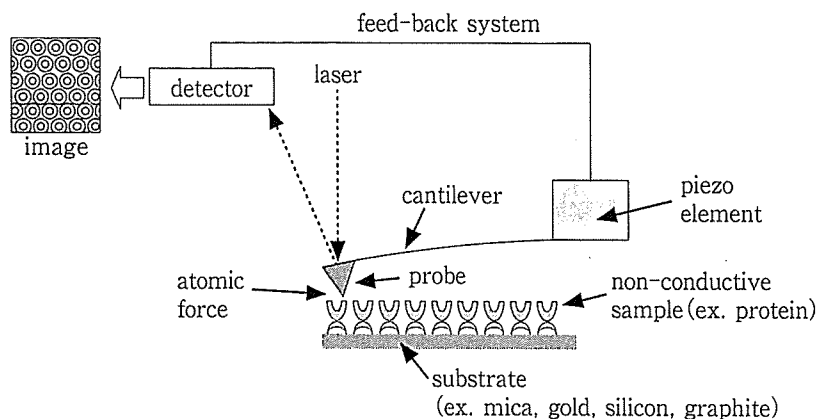 feed-back system
detector
laser
image
cantilever
piezo
element
atomic
force
probe
non-conductive
sample(ex. protein)
substrate
(ex. mica, gold, silicon, graphite)